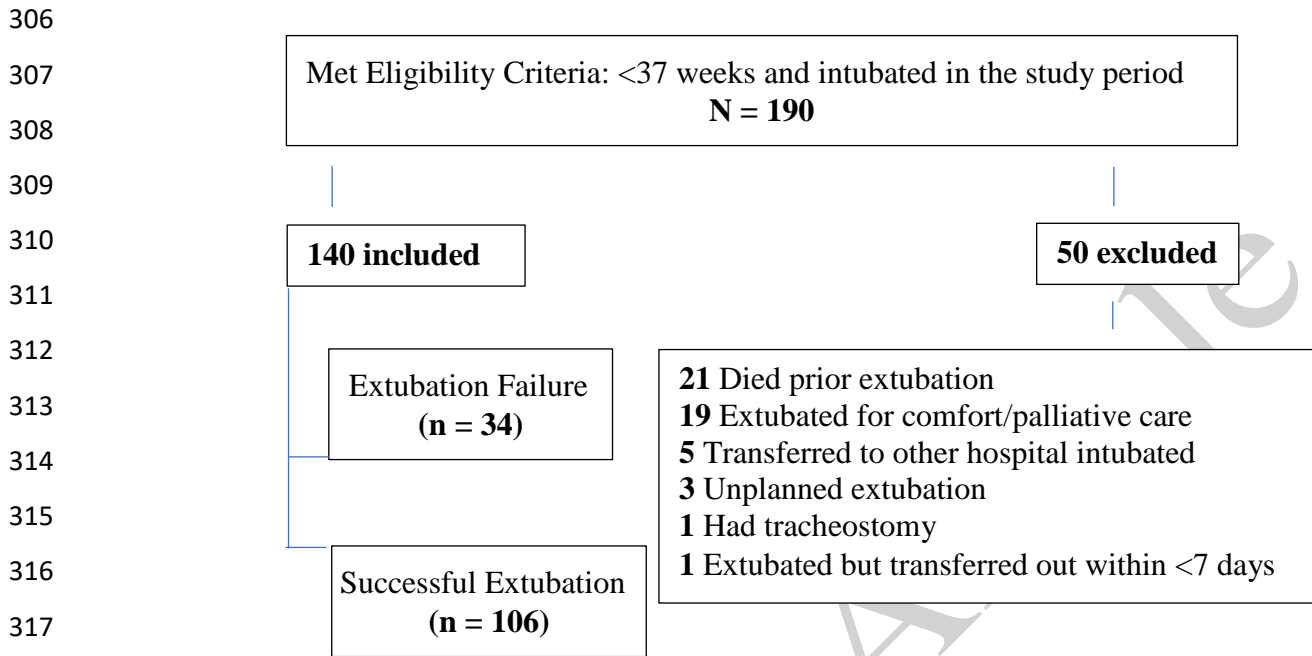 306
307
308
309
310
311
312
313
314
315
316
317
Met Eligibility Criteria: <37 weeks and intubated in the study period
N = 190
140 included
50 excluded
Extubation Failure
(n = 34)
Successful Extubation
(n = 106)
21 Died prior extubation
19 Extubated for comfort/palliative care
5 Transferred to other hospital intubated
3 Unplanned extubation
1 Had tracheostomy
1 Extubated but transferred out within <7 days